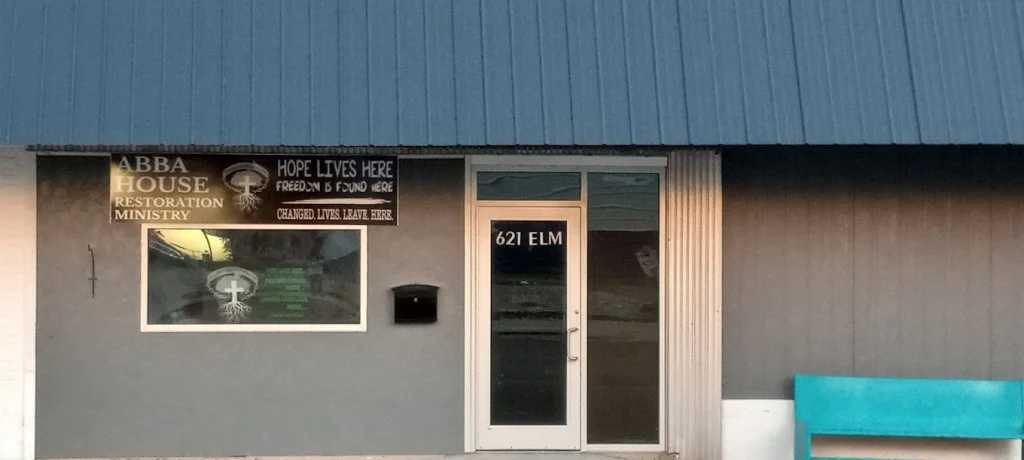 ABBA
HOUSE
RESTORATION
MINISTRY
HOPE LIVES HERE
FREEDOM IS FOUND HERE
CHANGED. LIVES. LEAVE. HERE.
621 ELM